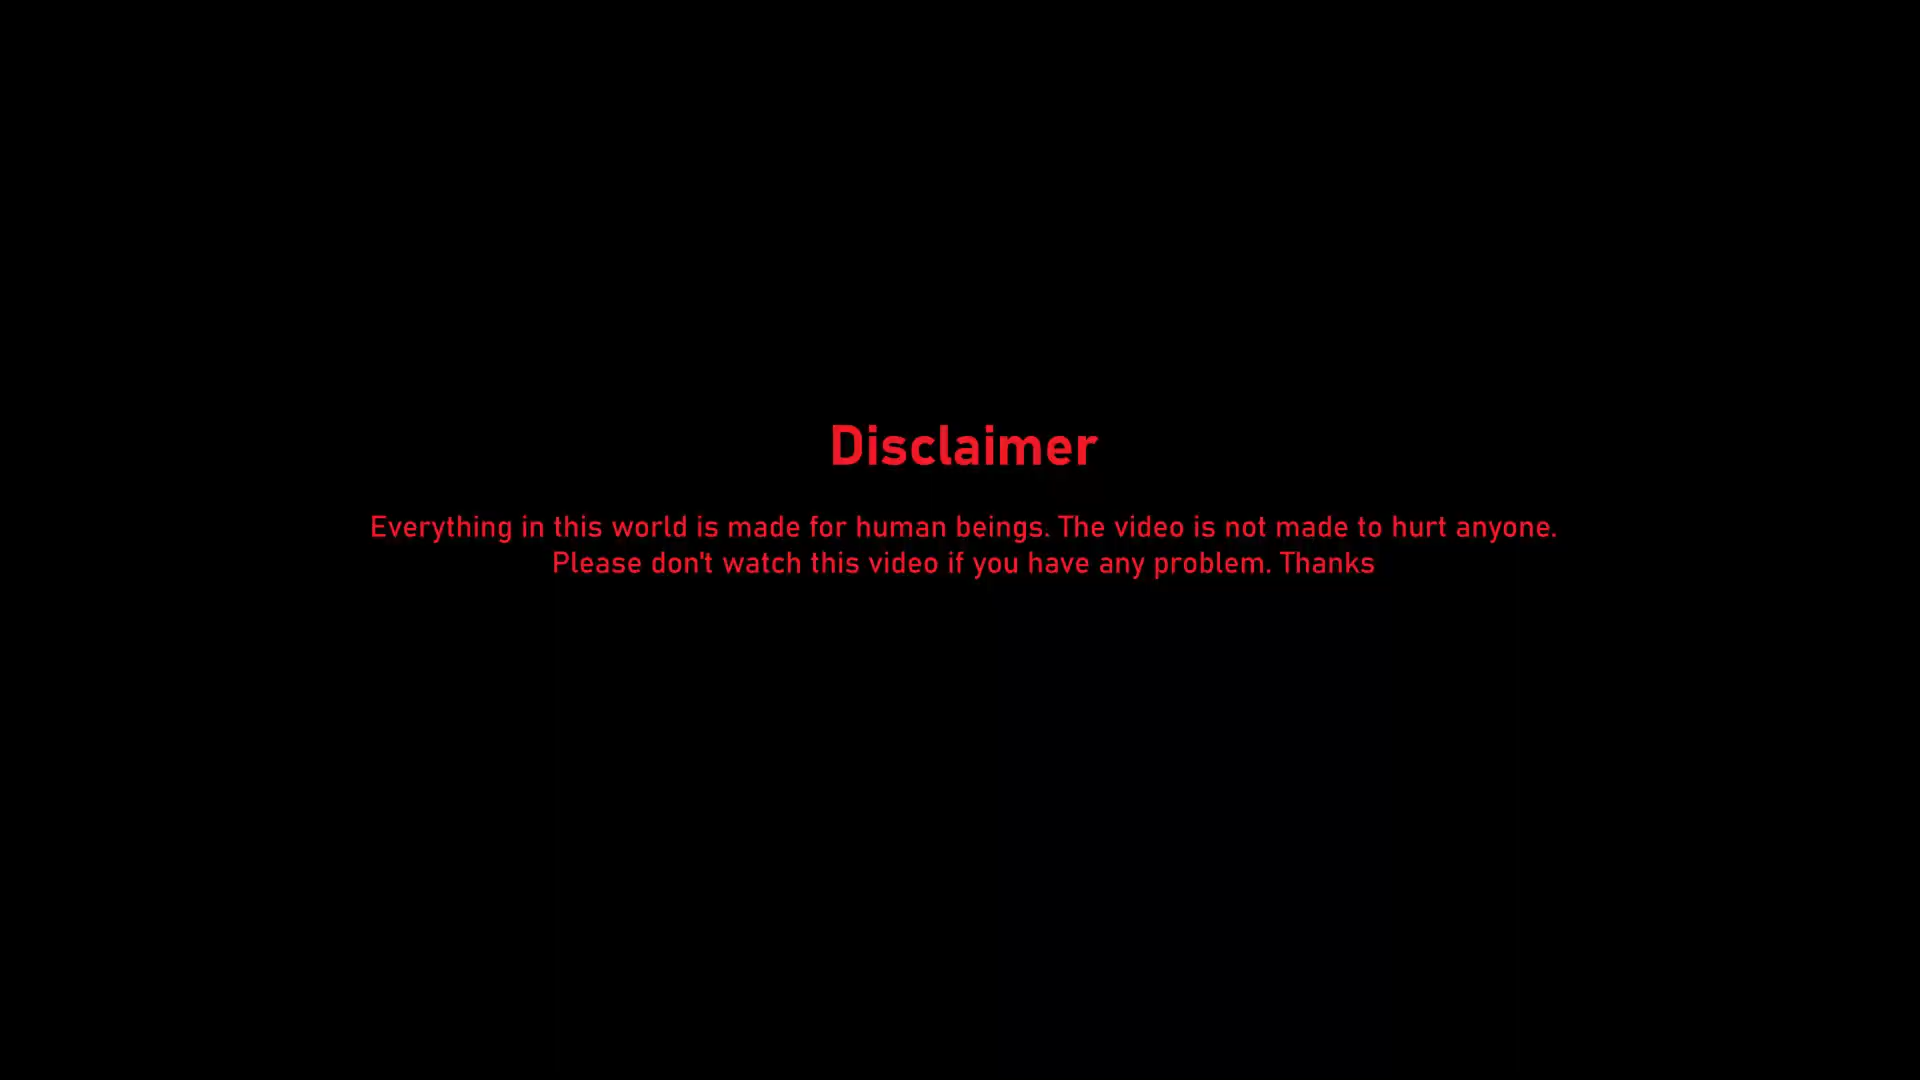 Disclaimer
Everything in this world is made for human beings. The video is not made to hurt anyone.
Please don't watch this video if you have any problem. Thanks